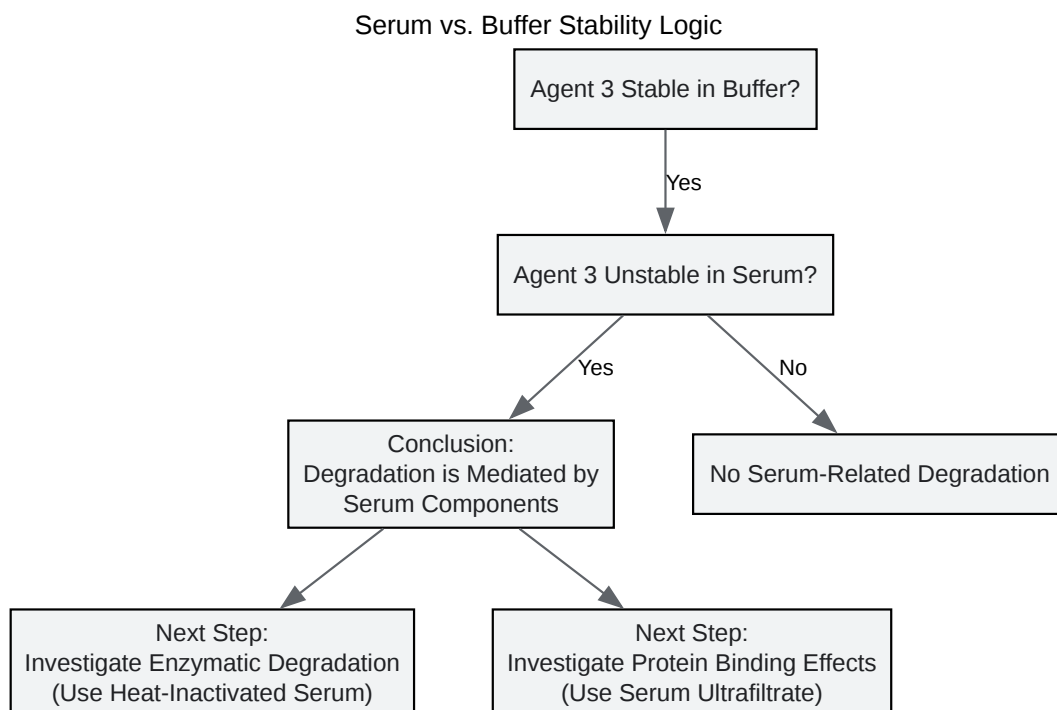 Serum vs. Buffer Stability Logic
Agent 3 Stable in Buffer?
Yes
Agent 3 Unstable in Serum?
Yes
No
Conclusion:
Degradation is Mediated by
Serum Components
No Serum-Related Degradation
Next Step:
Investigate Enzymatic Degradation
(Use Heat-Inactivated Serum)
Next Step:
Investigate Protein Binding Effects
(Use Serum Ultrafiltrate)